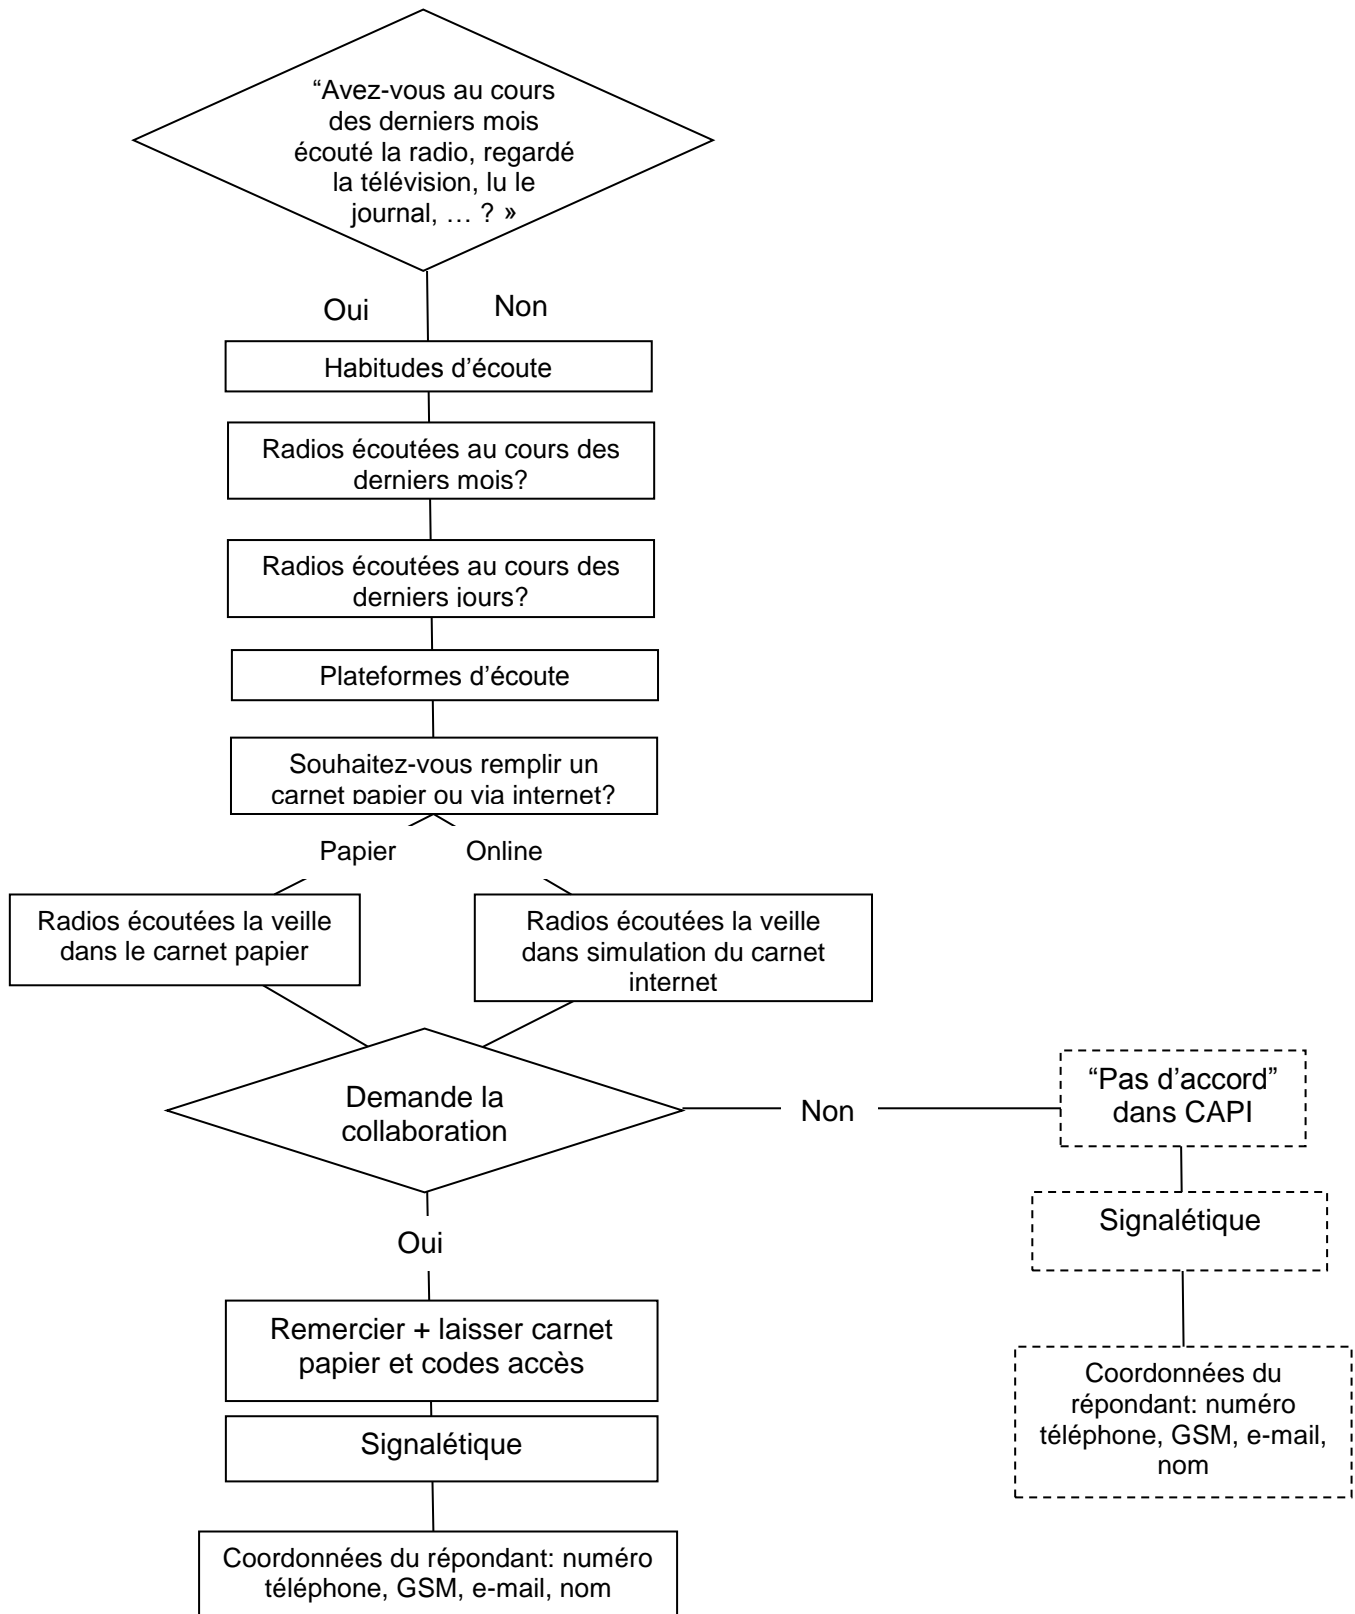 “Avez-vous au cours
des derniers mois
écouté la radio, regardé
la télévision, lu le
journal, … ? »
Oui
Non
Habitudes d’écoute
Radios écoutées au cours des
derniers mois?
Radios écoutées au cours des
derniers jours?
Plateformes d’écoute
Souhaitez-vous remplir un
carnet papier ou via internet?
Papier
Online
Radios écoutées la veille
dans le carnet papier
Radios écoutées la veille
dans simulation du carnet
internet
Demande la
collaboration
Non
“Pas d’accord”
dans CAPI
Signalétique
Coordonnées du
répondant: numéro
téléphone, GSM, e-mail,
nom
Oui
Remercier + laisser carnet
papier et codes accès
Signalétique
Coordonnées du répondant: numéro
téléphone, GSM, e-mail, nom